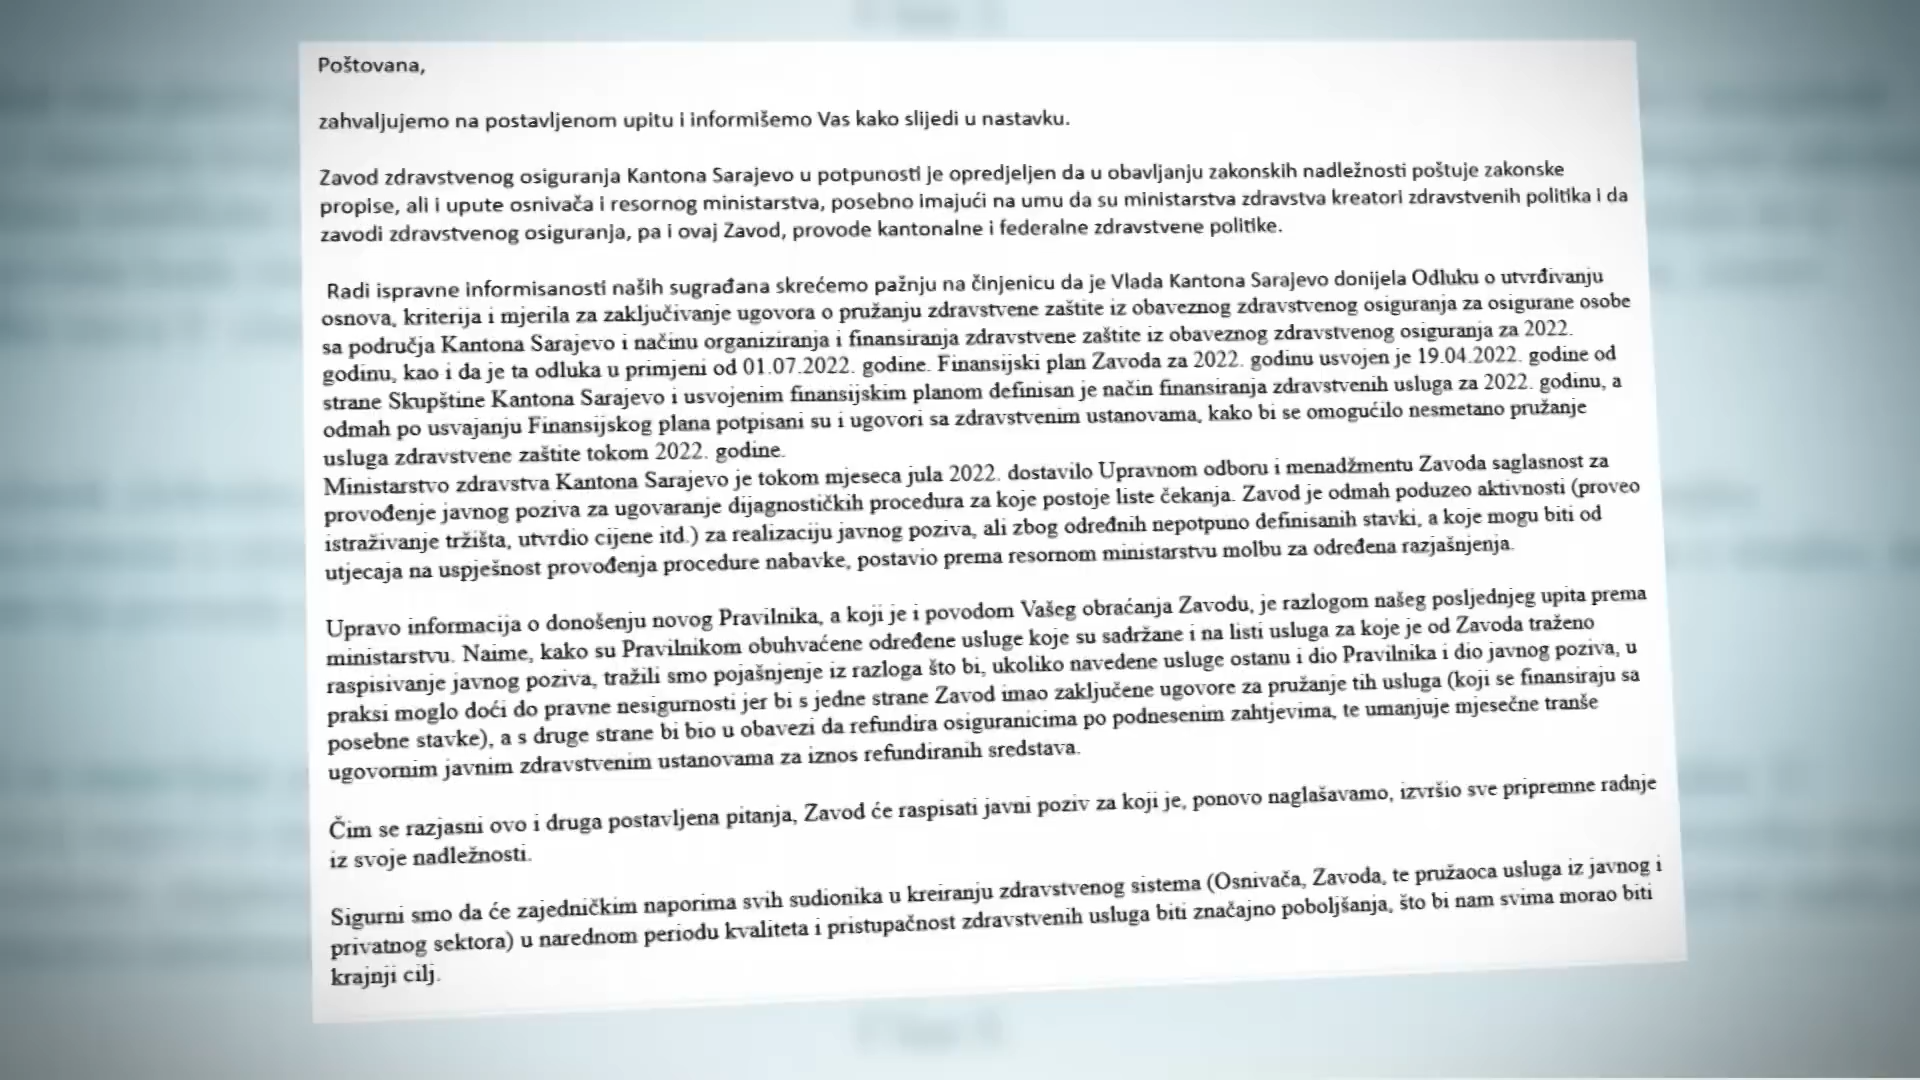 Poštovana,
zahvaljujemo na postavljenom upitu i informišemo Vas kako slijedi u nastavku.
Zavod zdravstvenog osiguranja Kantona Sarajevo u potpunosti je opredjeljen da u obavljanju zakonskih nadležnosti poštuje zakonske
propise, ali i upute osnivača i resornog ministarstva, posebno imajući na umu da su ministarstva zdravstva kreatori zdravstvenih politika i da
zavodi zdravstvenog osiguranja, pa i ovaj Zavod, provode kantonalne i federalne zdravstvene politike.
Radi ispravne informisanosti naših sugrađana skrećemo pažnju na činjenicu da je Vlada Kantona Sarajevo donijela Odluku o utvrđivanju
osnova, kriterija i mjerila za zaključivanje ugovora o pružanju zdravstvene zaštite iz obaveznog zdravstvenog osiguranja za osigurane osobe
sa područja Kantona Sarajevo i načinu organiziranja i finansiranja zdravstvene zaštite iz obaveznog zdravstvenog osiguranja za 2022.
godinu, kao i da je ta odluka u primjeni od 01.07.2022. godine. Finansijski plan Zavoda za 2022. godinu usvojen je 19.04.2022. godine od
strane Skupštine Kantona Sarajevo i usvojenim finansijskim planom definisan je način finansiranja zdravstvenih usluga za 2022. godinu, a
odmah po usvajanju Finansijskog plana potpisani su i ugovori sa zdravstvenim ustanovama, kako bi se omogućilo nesmetano pružanje
usluga zdravstvene zaštite tokom 2022. godine.
Ministarstvo zdravstva Kantona Sarajevo je tokom mjeseca jula 2022. dostavilo Upravnom odboru i menadžmentu Zavoda saglasnost za
provođenje javnog poziva za ugovaranje dijagnostičkih procedura za koje postoje liste čekanja. Zavod je odmah poduzeo aktivnosti (proveo
istraživanje tržišta, utvrdio cijene itd.) za realizaciju javnog poziva, ali zbog odrednih nepotpuno definisanih stavki, a koje mogu biti od
utjecaja na uspješnost provođenja procedure nabavke, postavio prema resornom ministarstvu molbu za određena razjašnjenja.
Upravo informacija o donošenju novog Pravilnika, a koji je i povodom Vašeg obraćanja Zavodu, je razlogom našeg posljednjeg upita prema
ministarstvu. Naime, kako su Pravilnikom obuhvaćene određene usluge koje su sadržane i na listi usluga za koje je od Zavoda traženo
raspisivanje javnog poziva, tražili smo pojašnjenje iz razloga što bi, ukoliko navedene usluge ostanu i dio Pravilnika i dio javnog poziva, u
praksi moglo doći do pravne nesigurnosti jer bi s jedne strane Zavod imao zaključene ugovore za pružanje tih usluga (koji se finansiraju sa
posebne stavke), a s druge strane bi bio u obavezi da refundira osiguranicima po podnesenim zahtjevima, te umanjuje mjesečne tranše
ugovornim javnim zdravstvenim ustanovama za iznos refundiranih sredstava.
Čim se razjasni ovo i druga postavljena pitanja, Zavod će raspisati javni poziv za koji je, ponovo naglašavamo, izvršio sve pripremne radnje
iz svoje nadležnosti.
Sigurni smo da će zajedničkim naporima svih sudionika u kreiranju zdravstvenog sistema (Osnivača, Zavoda, te pružaoca usluga iz javnog i
privatnog sektora) u narednom periodu kvaliteta i pristupačnost zdravstvenih usluga biti značajno poboljšanja, što bi nam svima morao biti
krajnji cilj.